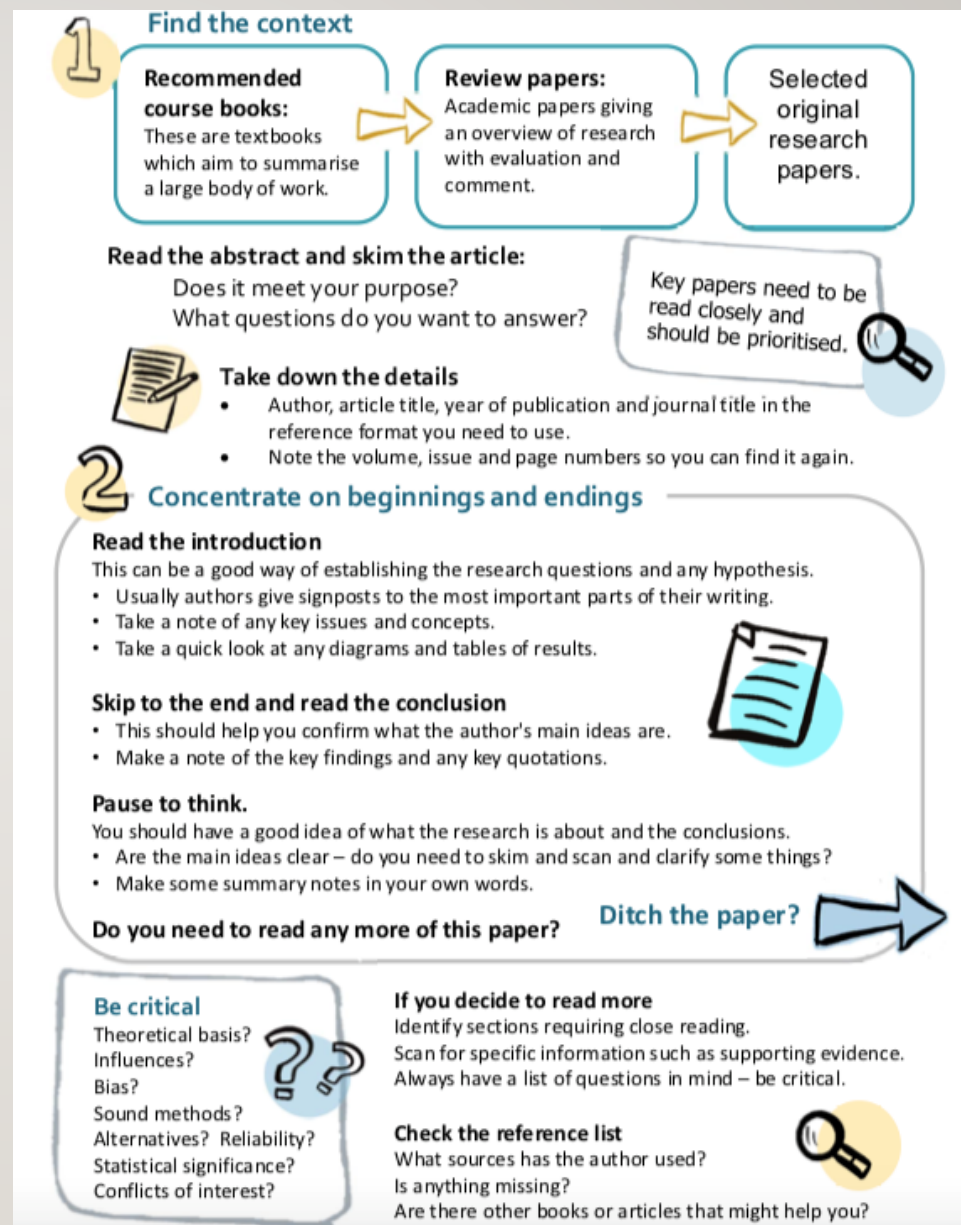 1
Find the context
Recommended
course books:
These are textbooks
which aim to summarise
a large body of work.
Review papers:
Academic papers giving
an overview of research
with evaluation and
comment.
Selected
original
research
papers.
Read the abstract and skim the article:
Does it meet your purpose?
What questions do you want to answer?
Key papers need to be
read closely and
should be prioritised.
Take down the details
• Author, article title, year of publication and journal title in the
reference format you need to use.
• Note the volume, issue and page numbers so you can find it again.
2
Concentrate on beginnings and endings
Read the introduction
This can be a good way of establishing the research questions and any hypothesis.
• Usually authors give signposts to the most important parts of their writing.
• Take a note of any key issues and concepts.
• Take a quick look at any diagrams and tables of results.
Skip to the end and read the conclusion
• This should help you confirm what the author's main ideas are.
• Make a note of the key findings and any key quotations.
Pause to think.
You should have a good idea of what the research is about and the conclusions.
• Are the main ideas clear – do you need to skim and scan and clarify some things?
• Make some summary notes in your own words.
Do you need to read any more of this paper?
Ditch the paper?
Be critical
Theoretical basis?
Influences?
Bias?
Sound methods?
Alternatives? Reliability?
Statistical significance?
Conflicts of interest?
??
If you decide to read more
Identify sections requiring close reading.
Scan for specific information such as supporting evidence.
Always have a list of questions in mind – be critical.
Check the reference list
What sources has the author used?
Is anything missing?
Are there other books or articles that might help you?